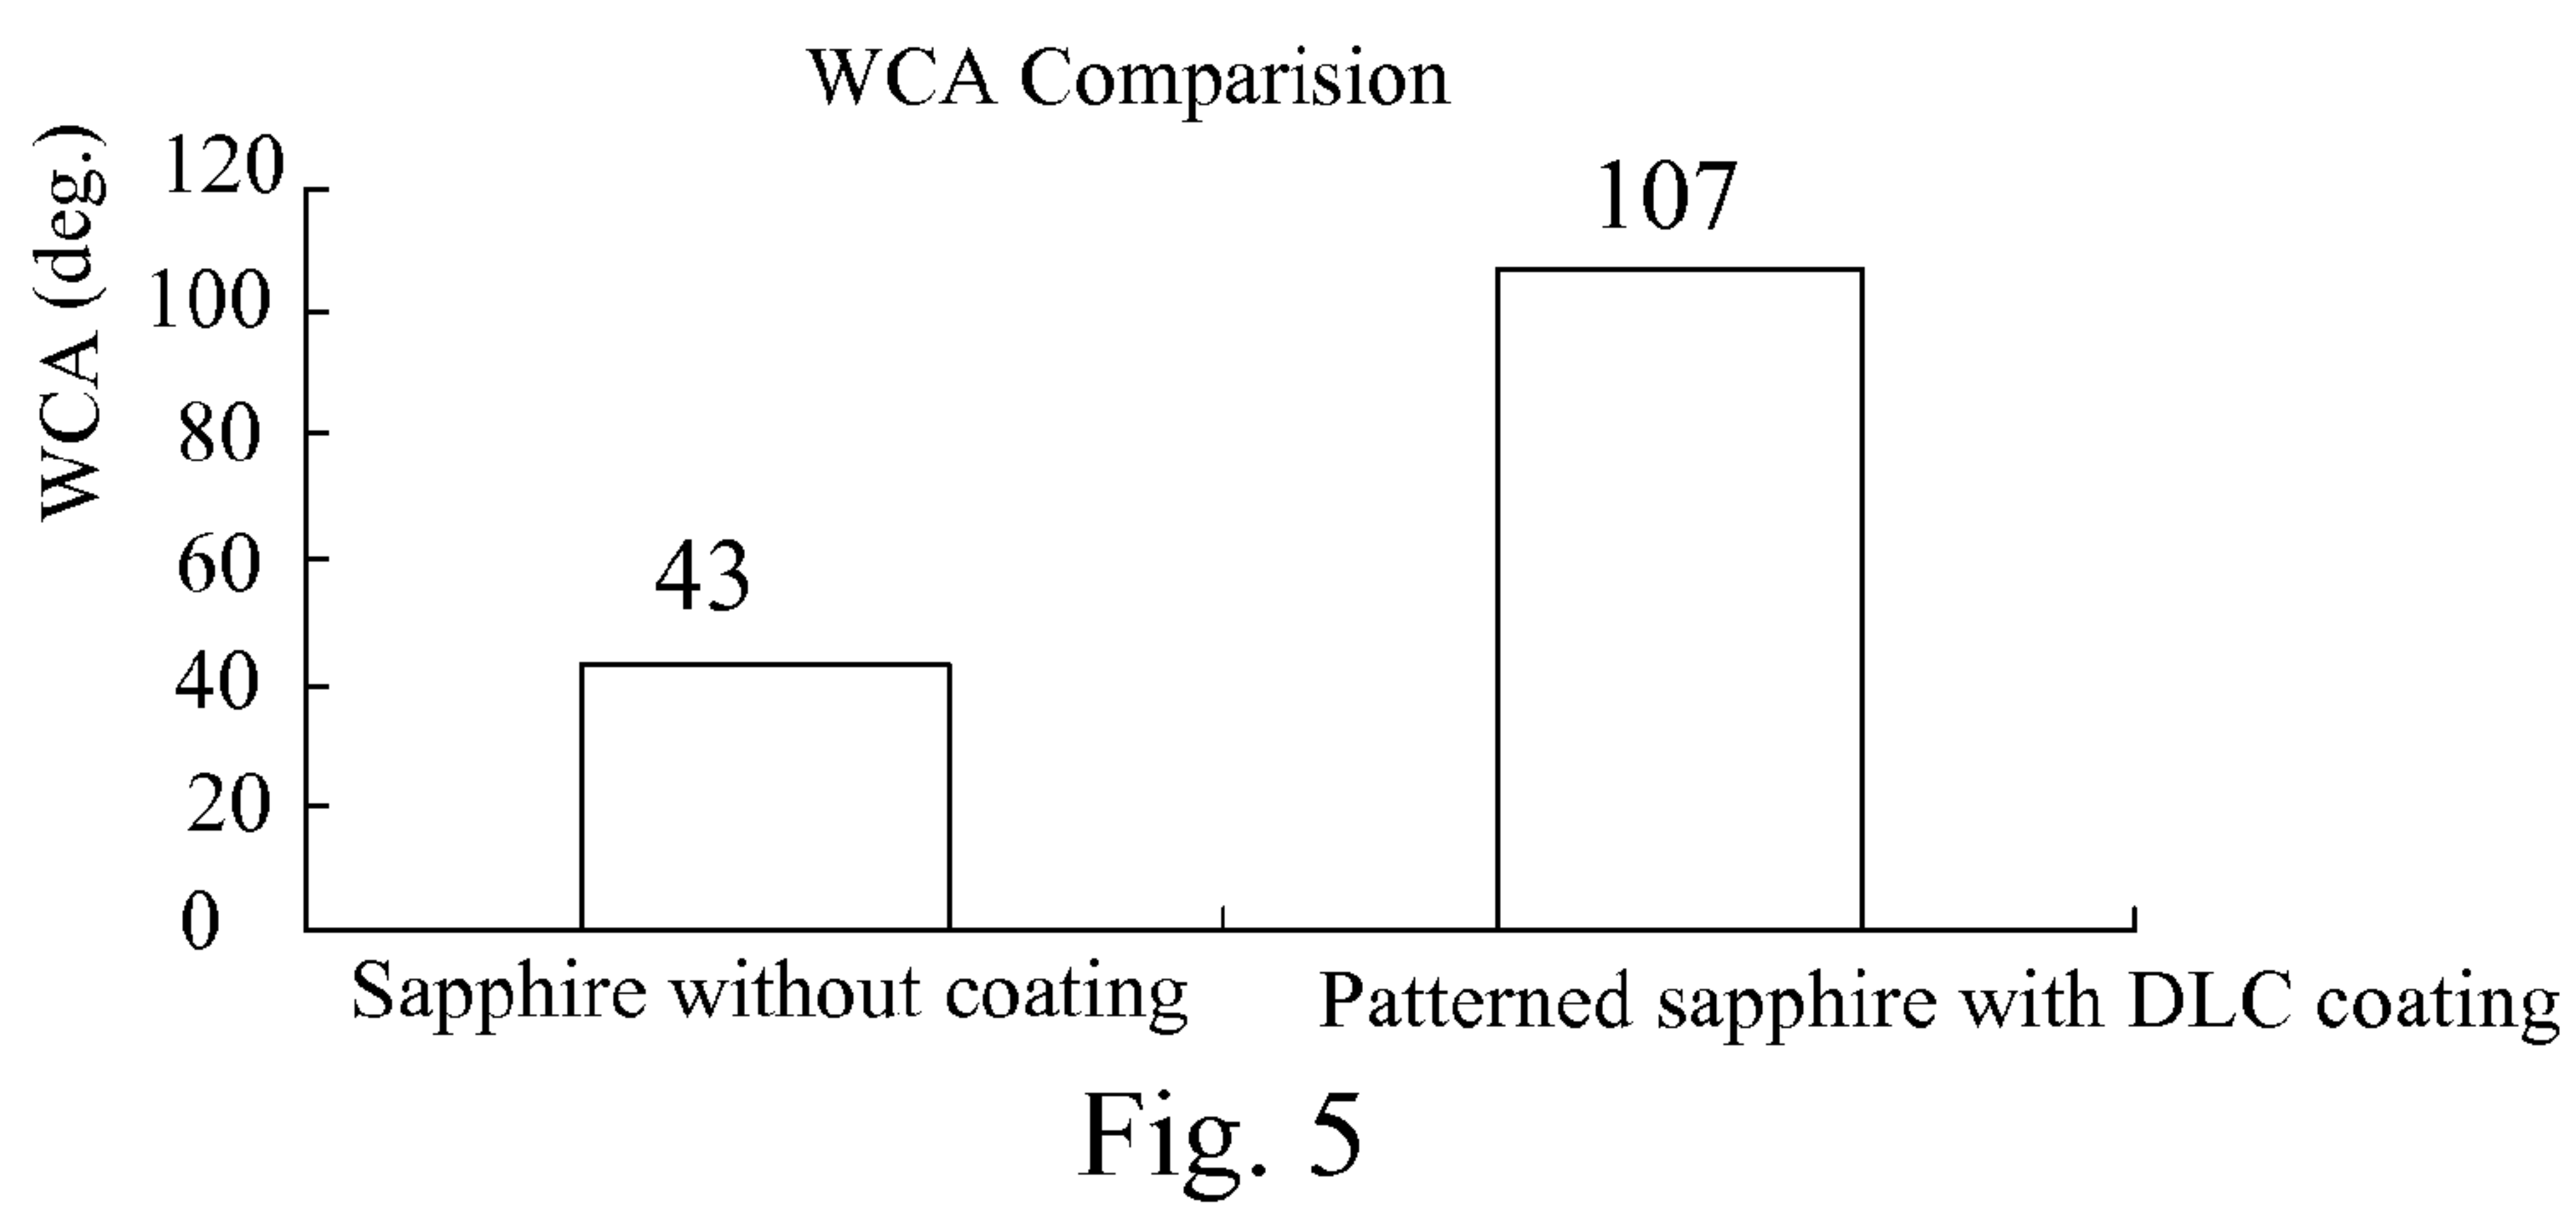 WCA Comparision
WCA (deg.)
120
107
100
80
60
43
40
20
0
Sapphire without coating
Patterned sapphire with DLC coating
Fig. 5